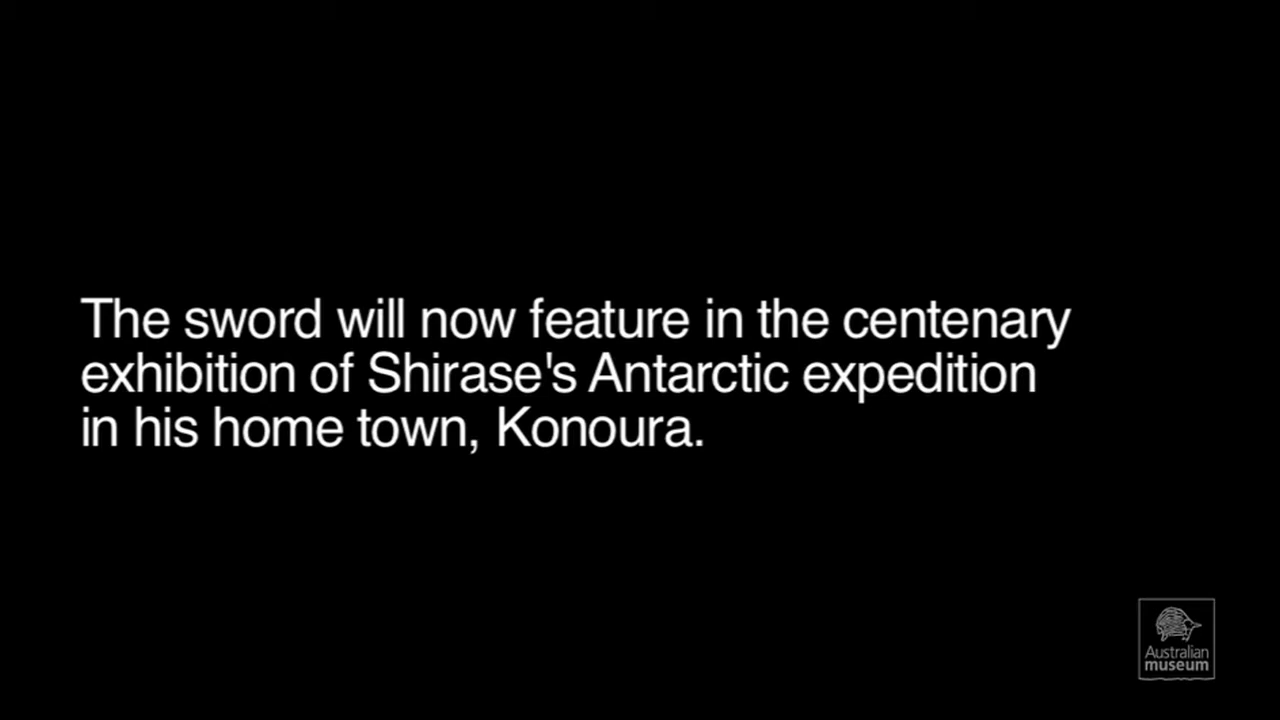 The sword will now feature in the centenary
exhibition of Shirase's Antarctic expedition
in his home town, Konoura.
Australian
museum